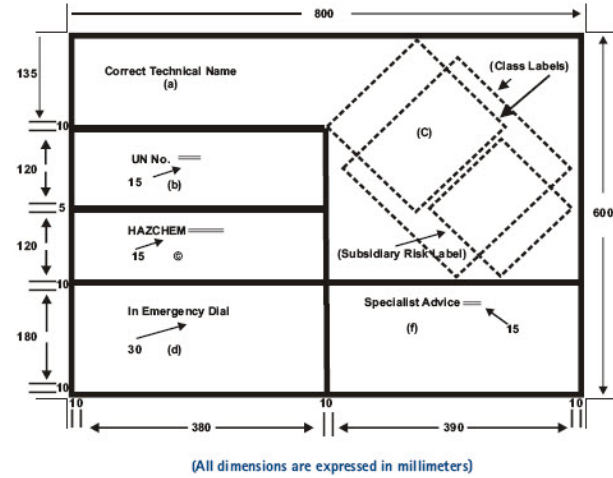 800
135
Correct Technical Name
(a)
(Class Labels)
(C)
10
UN No.
15
(b)
120
5
600
HAZCHEM
15
©
120
(Subsidiary Risk Label)
10
In Emergency Dial
30
(d)
180
Specialist Advice
(f)
15
10
10
10
10
380
390
(All dimensions are expressed in millimeters)